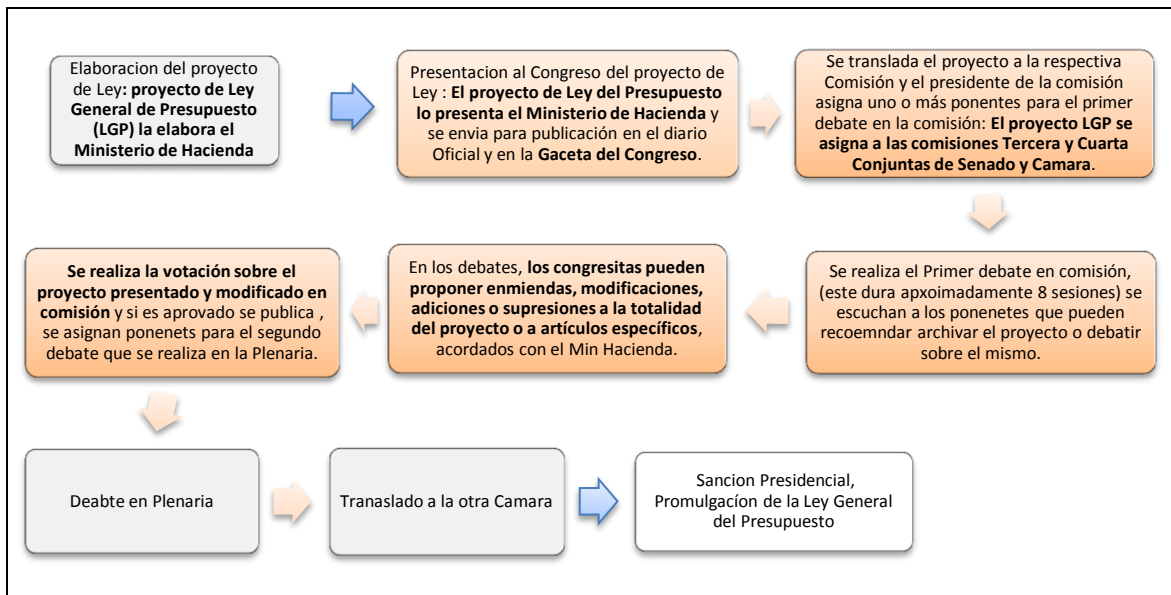 Elaboracion del proyecto
de Ley: proyecto de Ley
General de Presupuesto
(LGP) la elabora el
Ministerio de Hacienda
Presentacion al Congreso del proyecto de
Ley : El proyecto de Ley del Presupuesto
lo presenta el Ministerio de Hacienda y
se envia para publicación en el diario
Oficial y en la Gaceta del Congreso.
Se translada el proyecto a la respectiva
Comisión y el presidente de la comisión
asigna uno o más ponentes para el primer
debate en la comisión: El proyecto LGP se
asigna a las comisiones Tercera y Cuarta
Conjuntas de Senado y Camara.
Se realiza el Primer debate en comisión,
(este dura apxoimadamente 8 sesiones) se
escuchan a los ponenetes que pueden
recoemndar archivar el proyecto o debatir
sobre el mismo.
En los debates, los congresitas pueden
proponer enmiendas, modificaciones,
adiciones o supresiones a la totalidad
del proyecto o a artículos específicos,
acordados con el Min Hacienda.
Se realiza la votación sobre el
proyecto presentado y modificado en
comisión y si es aprovado se publica ,
se asignan ponenets para el segundo
debate que se realiza en la Plenaria.
Deabte en Plenaria
Tranaslado a la otra Camara
Sancion Presidencial,
Promulgacíon de la Ley General
del Presupuesto